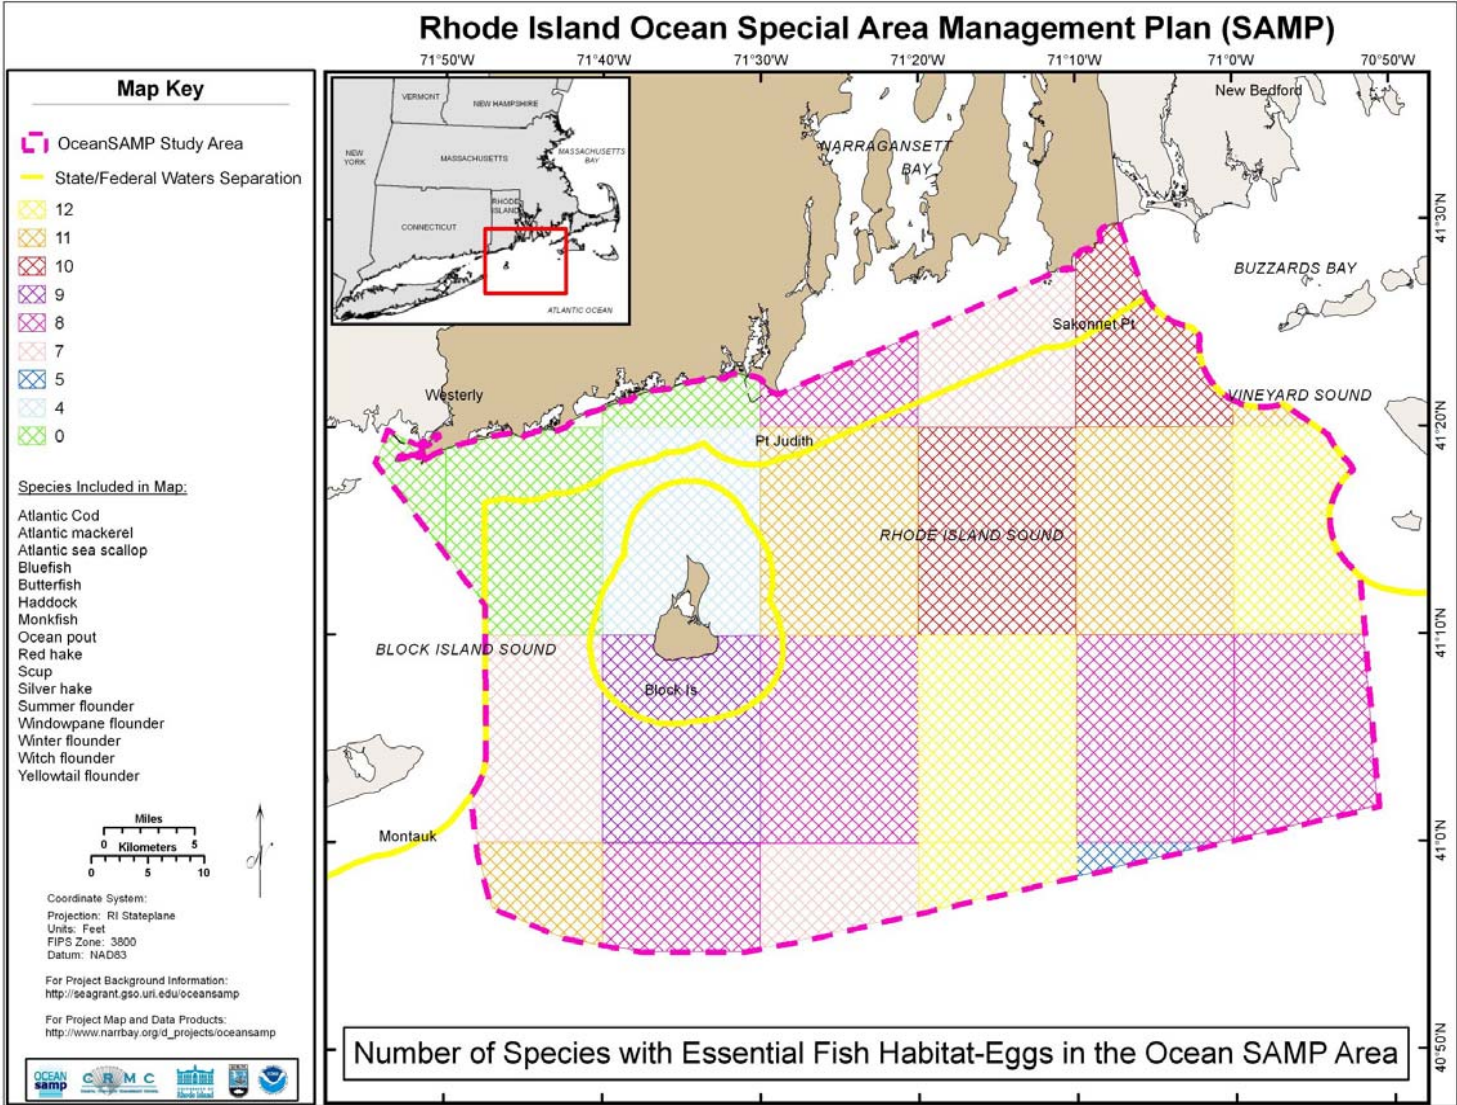 Rhode Island Ocean Special Area Management Plan (SAMP)
71°50'W 71°40'W 71°30'W 71°20'W 71°10'W 71°0'W 70°50'W
Map Key
OceanSAMP Study Area
State/Federal Waters Separation
12
11
10
9
8
7
5
4
0
Species Included in Map:
Atlantic Cod
Atlantic mackerel
Atlantic sea scallop
Bluefish
Butterfish
Haddock
Monkfish
Ocean pout
Red hake
Scup
Silver hake
Summer flounder
Windowpane flounder
Winter flounder
Witch flounder
Yellowtail flounder
Miles
0 5
Kilometers
0 5 10
Coordinate System:
Projection: RI Stateplane
Units: Feet
FIPS Zone: 3800
Datum: NAD83
For Project Background Information:
http://seagrant.gso.uri.edu/oceansamp
For Project Map and Data Products:
http://www.narrbay.org/d_projects/oceansamp
OCEAN
samp
C R M C
VERMONT
NEW HAMPSHIRE
NEW
YORK
MASSACHUSETTS
MASSACHUSETTS
BAY
CONNECTICUT
RHODE
ISLAND
ATLANTIC OCEAN
New Bedford
NARRAGANSETT
BAY
BUZZARDS BAY
Sakonnet Pt
Westerly
VINEYARD SOUND
Pt Judith
RHODE ISLAND SOUND
BLOCK ISLAND SOUND
Block Is
Montauk
41°30'N
41°20'N
41°10'N
41°0'N
40°50'N
Number of Species with Essential Fish Habitat-Eggs in the Ocean SAMP Area